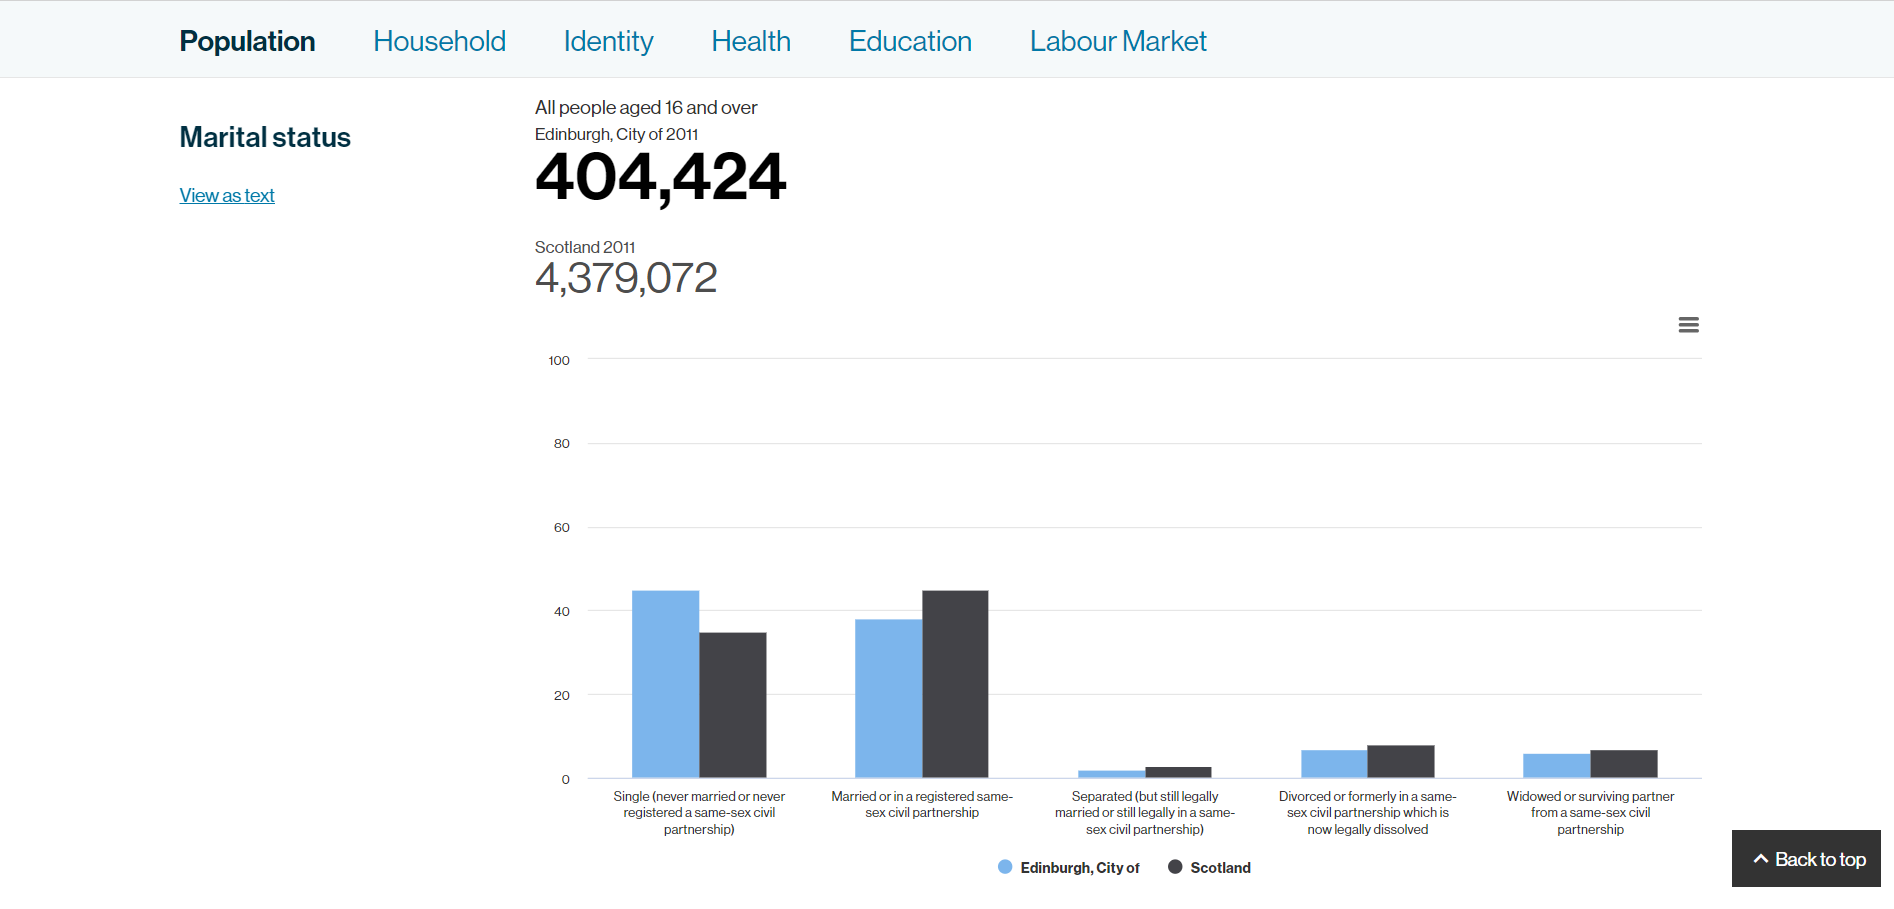 Population Household Identity Health Education Labour Market
Marital status
View as text
All people aged 16 and over
Edinburgh, City of 2011
404,424
Scotland 2011
4,379,072
100
80
60
40
20
0
Single (never married or never
registered a same-sex civil
partnership)
Married or in a registered same-
sex civil partnership
Separated (but still legally
married or still legally in a same-
sex civil partnership)
Divorced or formerly in a same-
sex civil partnership which is
now legally dissolved
Widowed or surviving partner
from a same-sex civil
partnership
Edinburgh, City of Scotland
Back to top